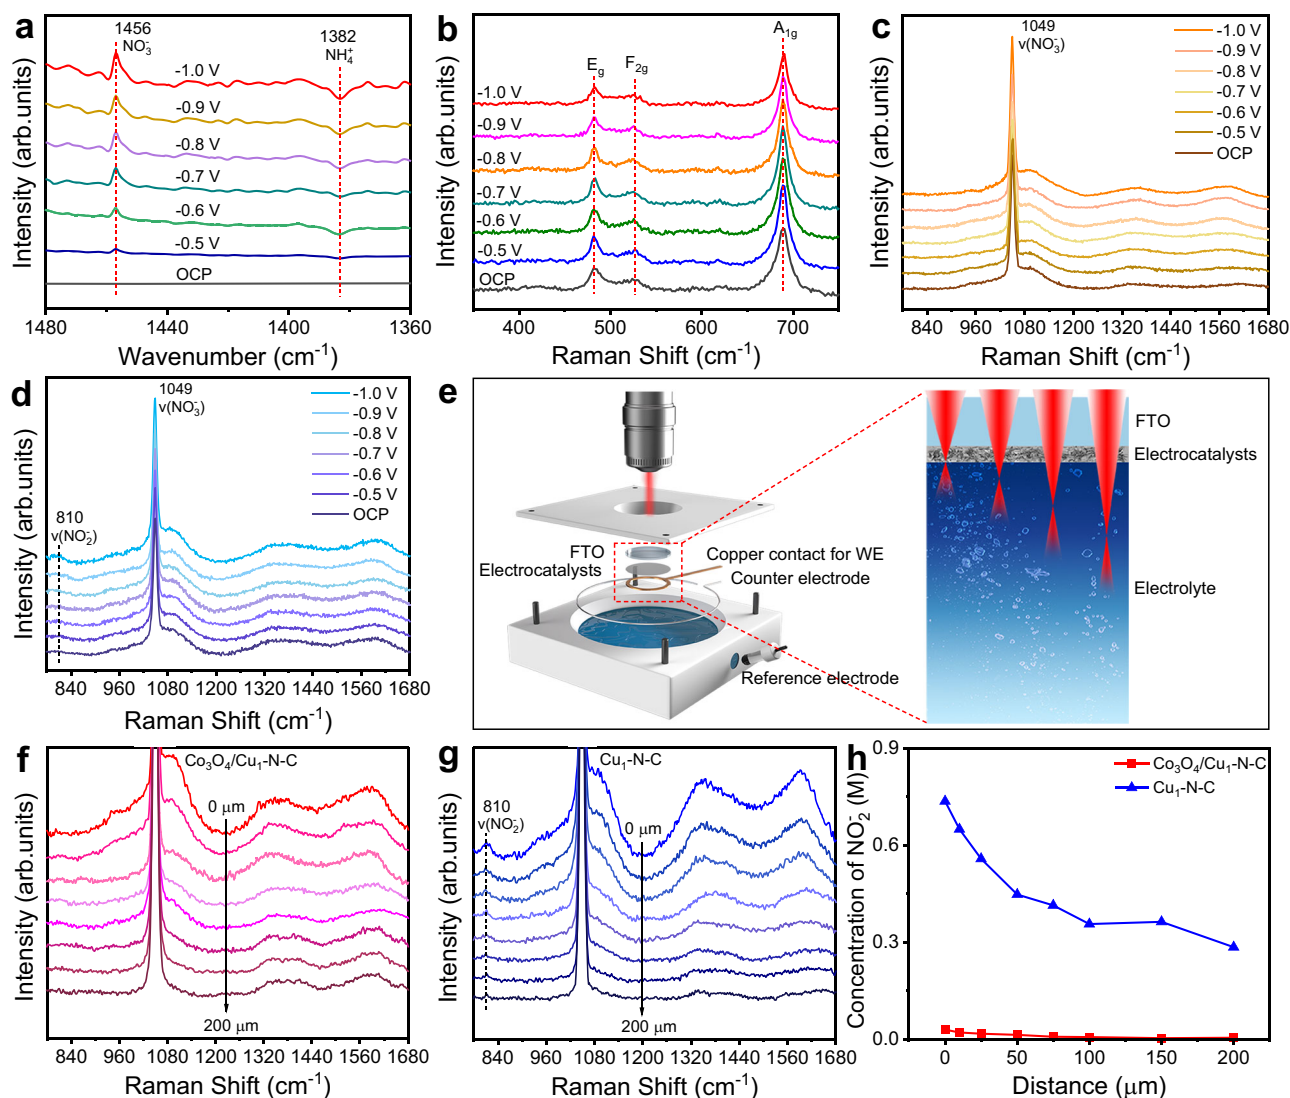 a
1456
NO₃⁻
1382
NH₄⁺
-1.0 V
-0.9 V
-0.8 V
-0.7 V
-0.6 V
-0.5 V
OCP
Intensity (arb.units)
1480 1440 1400 1360
Wavenumber (cm⁻¹)
b
E_g
F_2g
A_1g
-1.0 V
-0.9 V
-0.8 V
-0.7 V
-0.6 V
-0.5 V
OCP
Intensity (arb.units)
400 500 600 700
Raman Shift (cm⁻¹)
c
1049
v(NO₃⁻)
-1.0 V
-0.9 V
-0.8 V
-0.7 V
-0.6 V
-0.5 V
OCP
Intensity (arb.units)
840 960 1080 1200 1320 1440 1560 1680
Raman Shift (cm⁻¹)
d
1049
v(NO₃⁻)
810
v(NO₂⁻)
-1.0 V
-0.9 V
-0.8 V
-0.7 V
-0.6 V
-0.5 V
OCP
Intensity (arb.units)
840 960 1080 1200 1320 1440 1560 1680
Raman Shift (cm⁻¹)
e
FTO
Electrocatalysts
Copper contact for WE
Counter electrode
Reference electrode
FTO
Electrocatalysts
Electrolyte
f
Co₃O₄/Cu₁-N-C
0 μm
200 μm
Intensity (arb.units)
840 960 1080 1200 1320 1440 1560 1680
Raman Shift (cm⁻¹)
g
Cu₁-N-C
810
v(NO₂⁻)
0 μm
200 μm
Intensity (arb.units)
840 960 1080 1200 1320 1440 1560 1680
Raman Shift (cm⁻¹)
h
Co₃O₄/Cu₁-N-C
Cu₁-N-C
Concentration of NO₂⁻ (M)
0.9
0.6
0.3
0.0
0 50 100 150 200
Distance (μm)